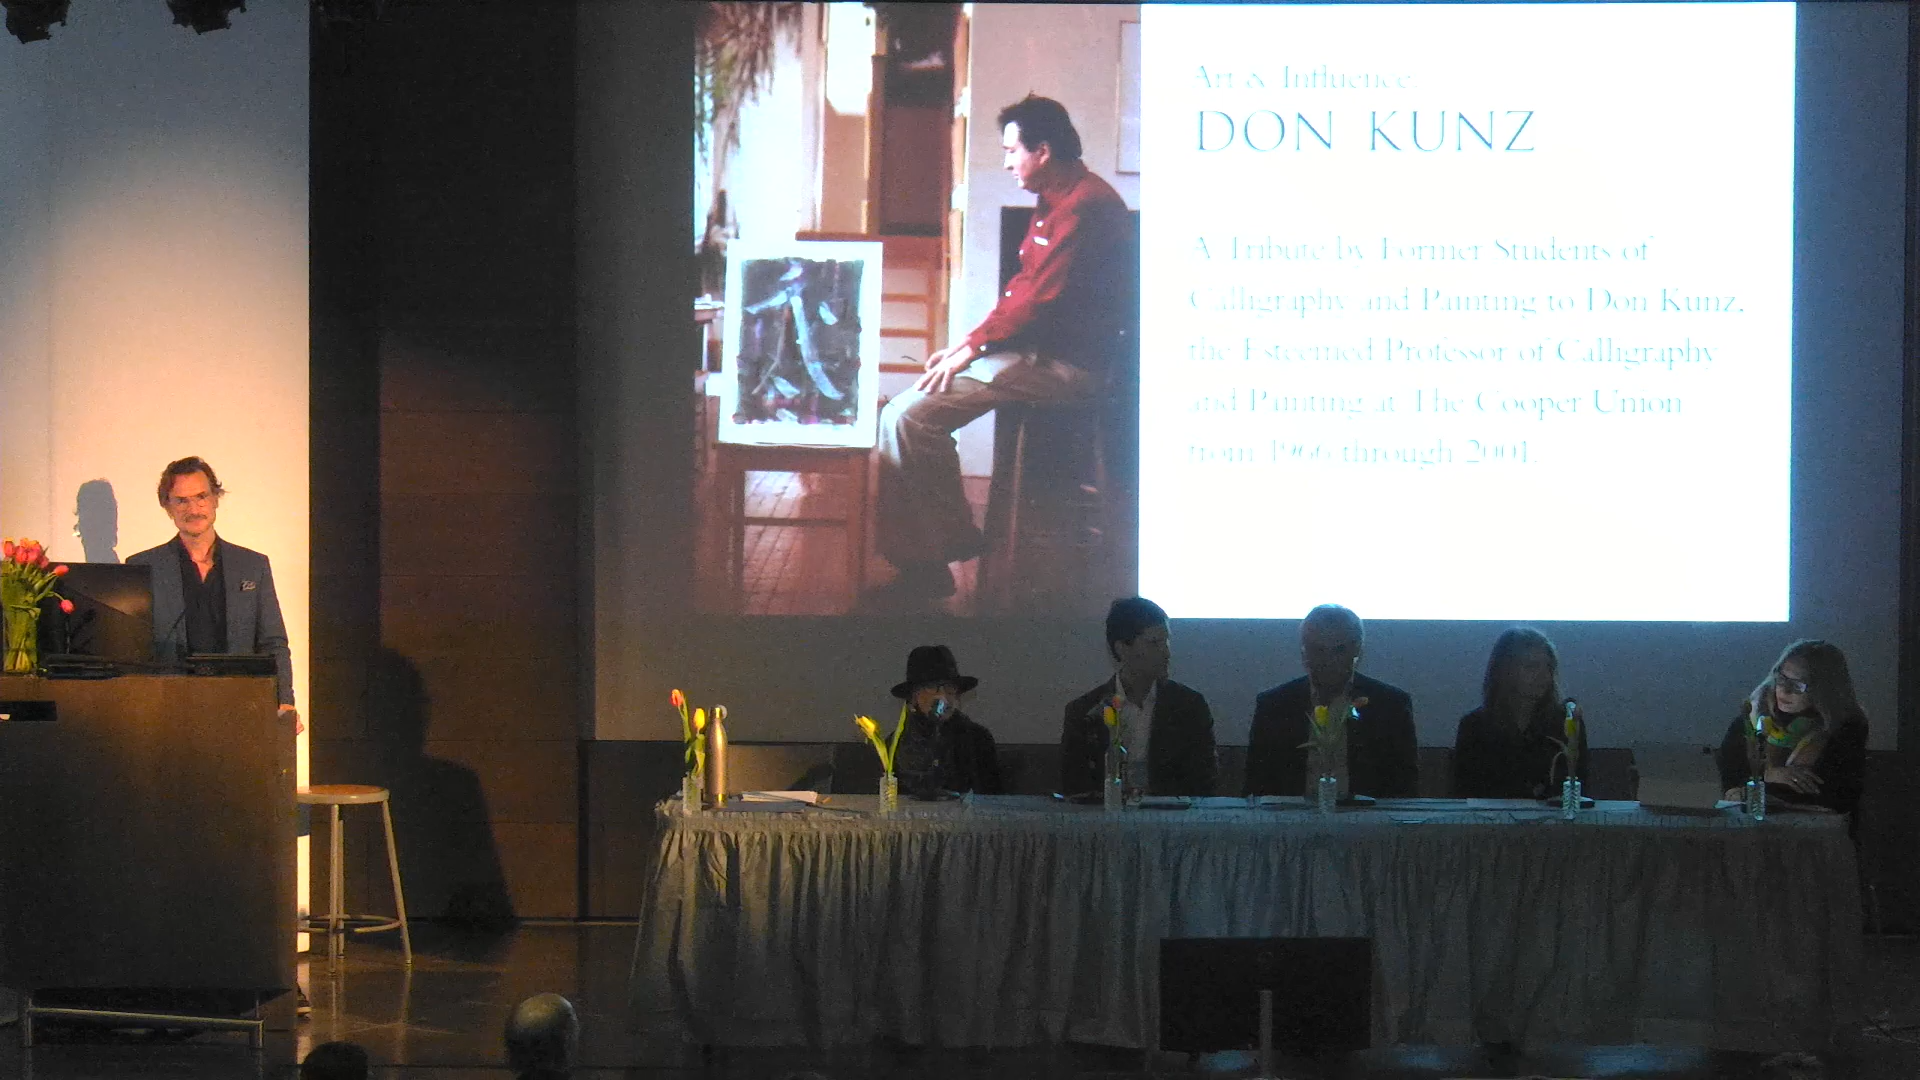 Art & Influence:
DON KUNZ
A Tribute by Former Students of
Calligraphy and Painting to Don Kunz,
the Esteemed Professor of Calligraphy
and Painting at The Cooper Union
from 1966 through 2001.